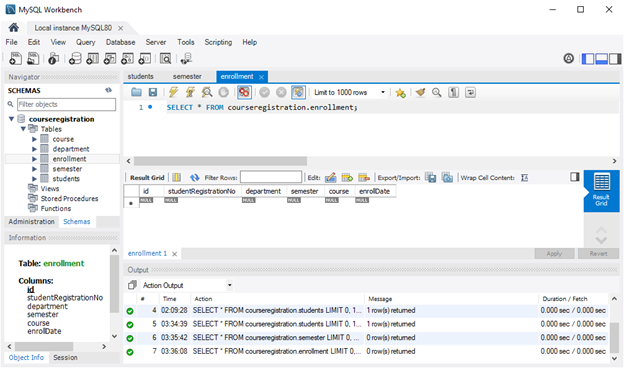 MySQL Workbench
Local instance MySQL80
File Edit View Query Database Server Tools Scripting Help
Navigator
SCHEMAS
Filter objects
courseregistration
Tables
course
department
enrollment
semester
students
Views
Stored Procedures
Functions
Administration Schemas
Information
Table: enrollment
Columns:
id
studentRegistrationNo
department
semester
course
enrollDate
Object Info Session
students semester enrollment
Limit to 1000 rows
1 SELECT * FROM courseregistration.enrollment;
Result Grid Filter Rows: Edit: Export/Import: Wrap Cell Content:
id studentRegistrationNo department semester course enrollDate
NULL NULL NULL NULL NULL NULL
Result
Grid
enrollment 1 Apply Revert
Output
Action Output
# Time Action Message Duration / Fetch
4 02:09:28 SELECT * FROM courseregistration.students LIMIT 0, 1... 1 row(s) returned 0.000 sec / 0.000 sec
5 03:34:39 SELECT * FROM courseregistration.students LIMIT 0, 1... 1 row(s) returned 0.000 sec / 0.000 sec
6 03:35:42 SELECT * FROM courseregistration.semester LIMIT 0, ... 0 row(s) returned 0.000 sec / 0.000 sec
7 03:36:08 SELECT * FROM courseregistration.enrollment LIMIT 0, ... 0 row(s) returned 0.000 sec / 0.000 sec